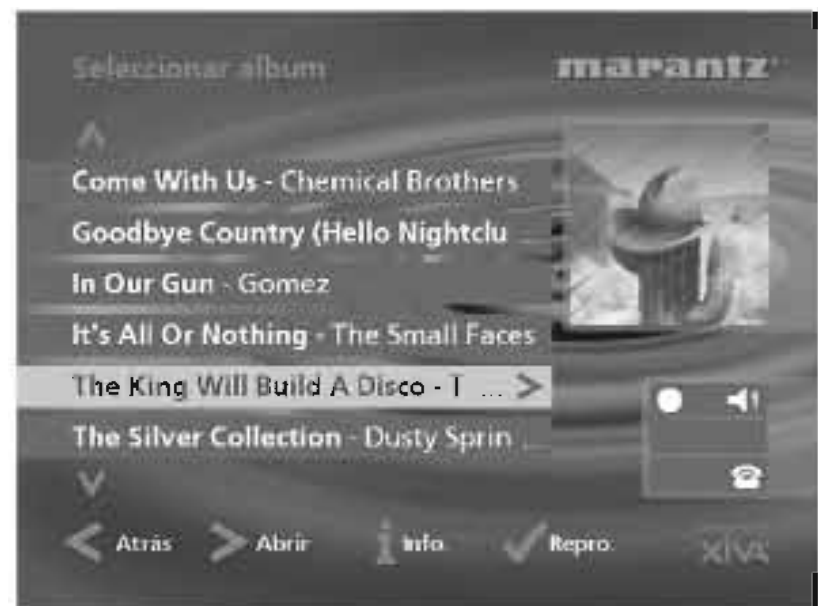 Seleccionar album
marantz
Come With Us - Chemical Brothers
Goodbye Country (Hello Nightclu
In Our Gun - Gomez
It's All Or Nothing - The Small Faces
The King Will Build A Disco - T ... >
The Silver Collection - Dusty Sprin ...
1
Atrás Abrir i Info. Repro.
XiVA